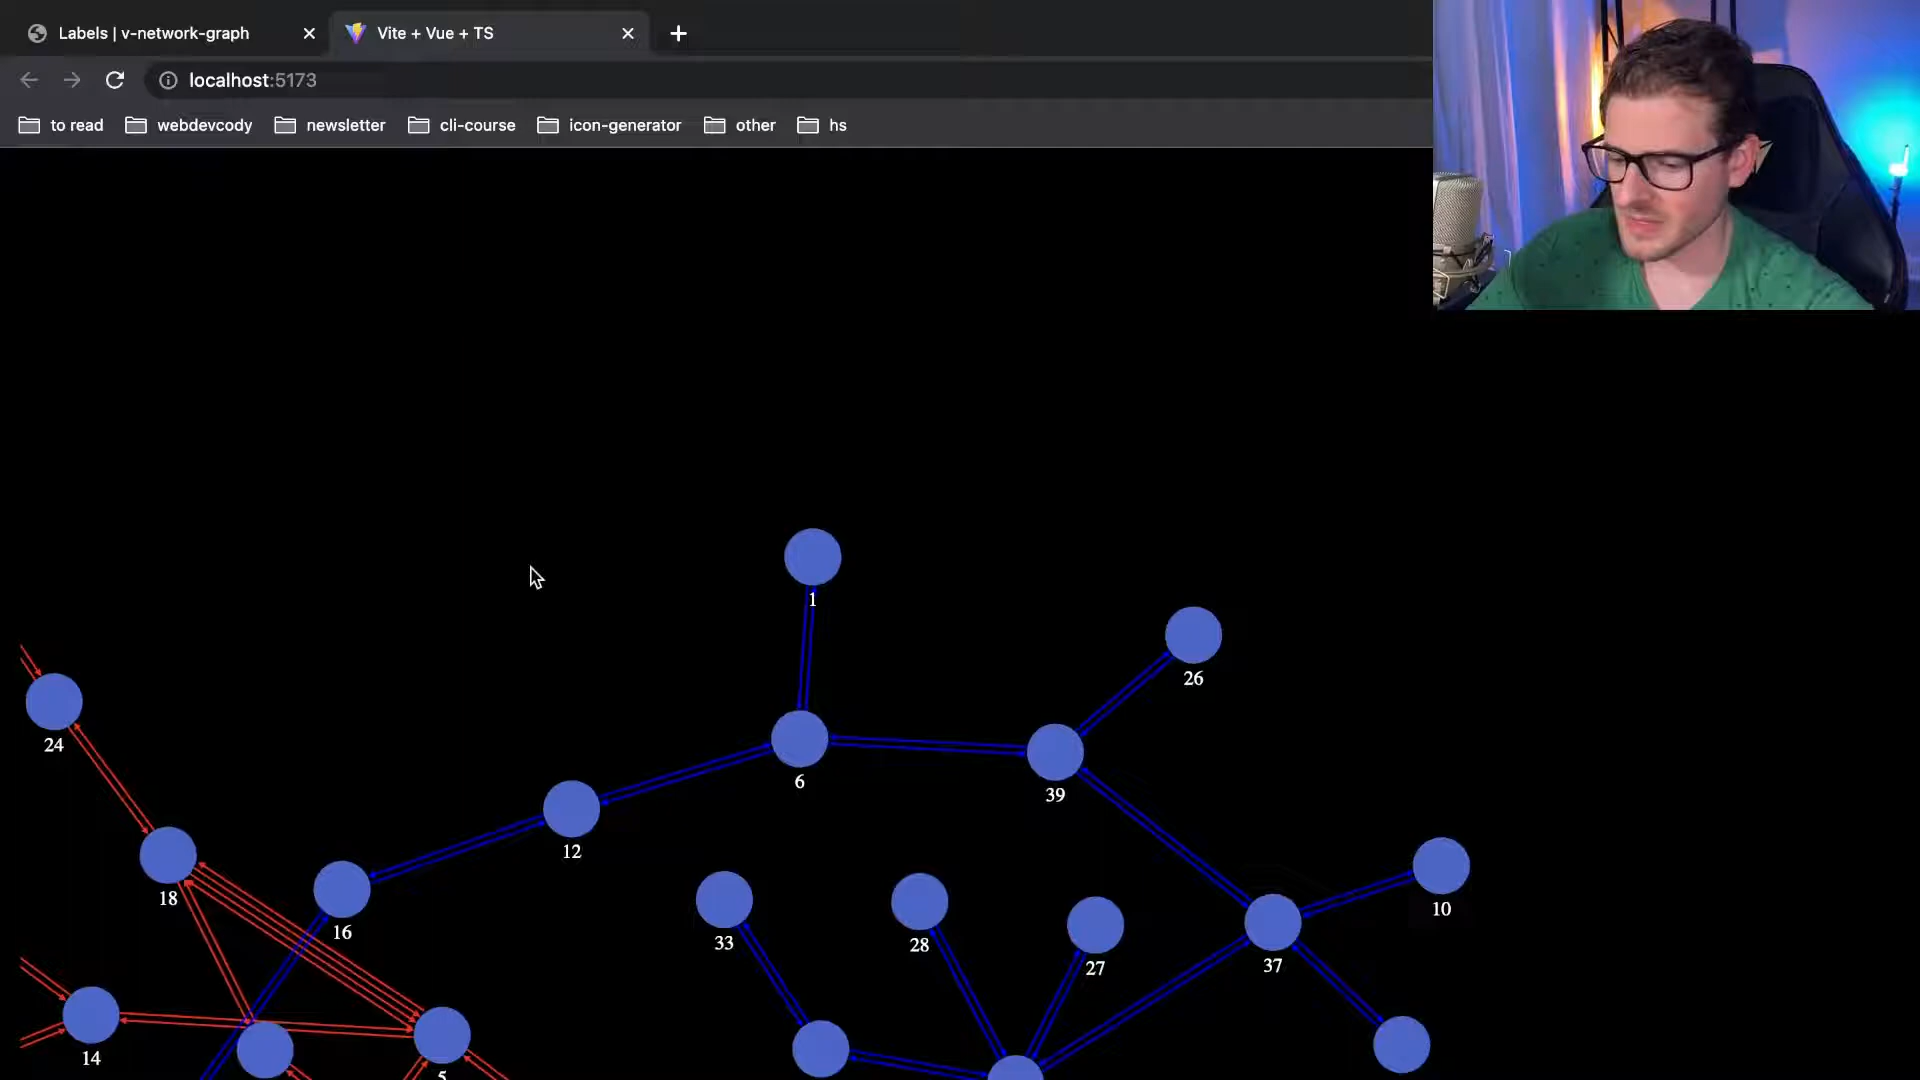 Labels | v-network-graph
Vite + Vue + TS
localhost:5173
to read
webdevcody
newsletter
cli-course
icon-generator
other
hs
1
26
24
6
39
12
18
16
10
33
28
27
37
14
5